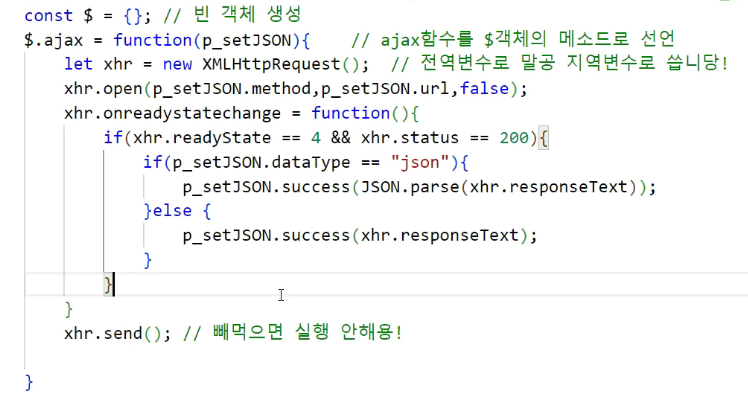 const $ = {}; // 빈 객체 생성
$.ajax = function(p_setJSON){    // ajax함수를 $객체의 메소드로 선언
    let xhr = new XMLHttpRequest();  // 전역변수로 말공 지역변수로 씁니당!
    xhr.open(p_setJSON.method,p_setJSON.url,false);
    xhr.onreadystatechange = function(){
        if(xhr.readyState == 4 && xhr.status == 200){
            if(p_setJSON.dataType == "json"){
                p_setJSON.success(JSON.parse(xhr.responseText));
            }else {
                p_setJSON.success(xhr.responseText);
            }
        }
    }
    xhr.send(); // 빼먹으면 실행 안해용!
}